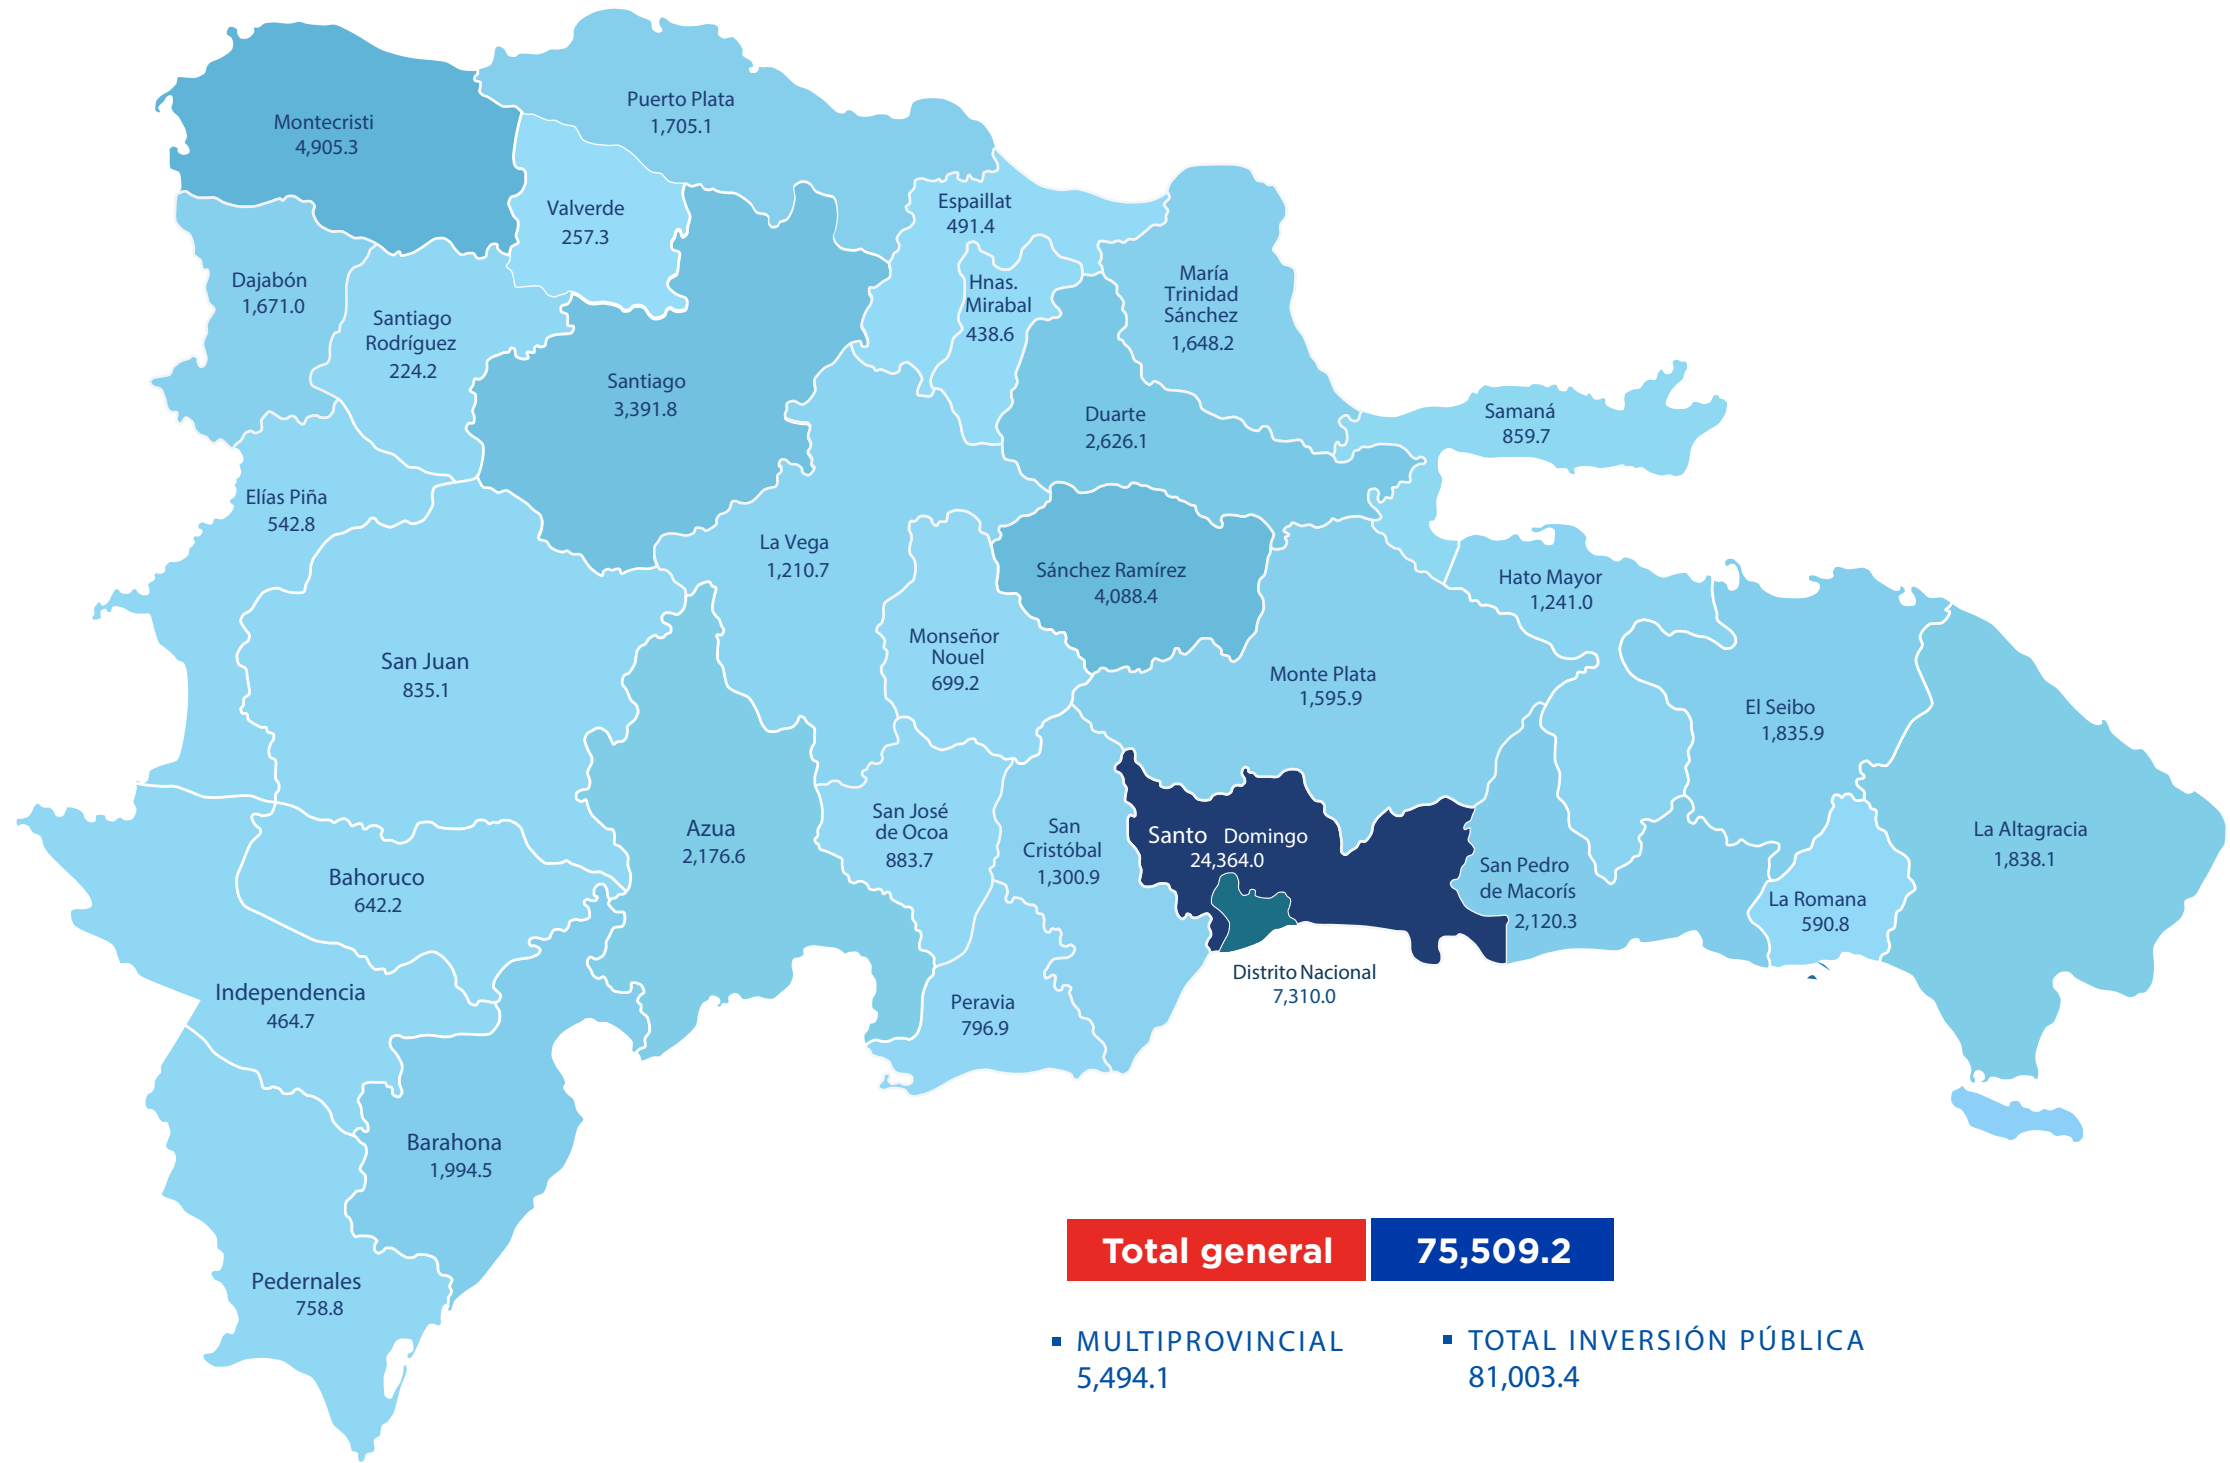 Puerto Plata
1,705.1
Montecristi
4,905.3
Valverde
257.3
Espaillat
491.4
Dajabón
1,671.0
Hnas.
Mirabal
438.6
María
Trinidad
Sánchez
1,648.2
Santiago
Rodríguez
224.2
Santiago
3,391.8
Duarte
2,626.1
Samaná
859.7
Elías Piña
542.8
La Vega
1,210.7
Sánchez Ramírez
4,088.4
Hato Mayor
1,241.0
San Juan
835.1
Monseñor
Nouel
699.2
Monte Plata
1,595.9
El Seibo
1,835.9
Azua
2,176.6
San José
de Ocoa
883.7
San
Cristóbal
1,300.9
Santo Domingo
24,364.0
San Pedro
de Macorís
2,120.3
La Altagracia
1,838.1
La Romana
590.8
Bahoruco
642.2
Distrito Nacional
7,310.0
Independencia
464.7
Peravia
796.9
Barahona
1,994.5
Pedernales
758.8
Total general 75,509.2
▪ MULTIPROVINCIAL
5,494.1
▪ TOTAL INVERSIÓN PÚBLICA
81,003.4